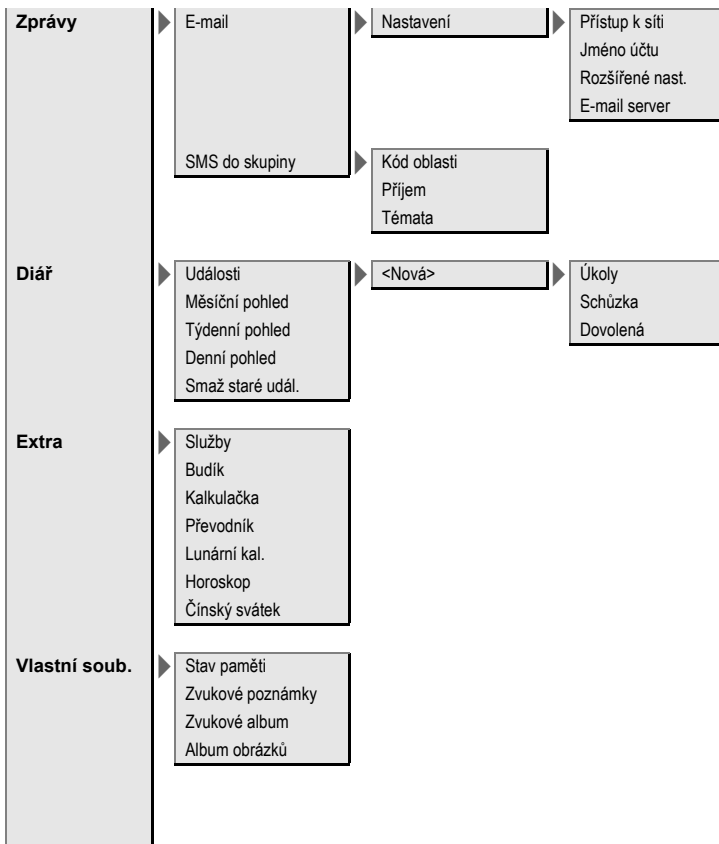 Zprávy
E-mail
Nastavení
Přístup k síti
Jméno účtu
Rozšířené nast.
E-mail server
SMS do skupiny
Kód oblasti
Příjem
Témata
Diář
Události
<Nová>
Úkoly
Měsíční pohled
Schůzka
Týdenní pohled
Dovolená
Denní pohled
Smaž staré udál.
Extra
Služby
Budík
Kalkulačka
Převodník
Lunární kal.
Horoskop
Čínský svátek
Vlastní soub.
Stav paměti
Zvukové poznámky
Zvukové album
Album obrázků